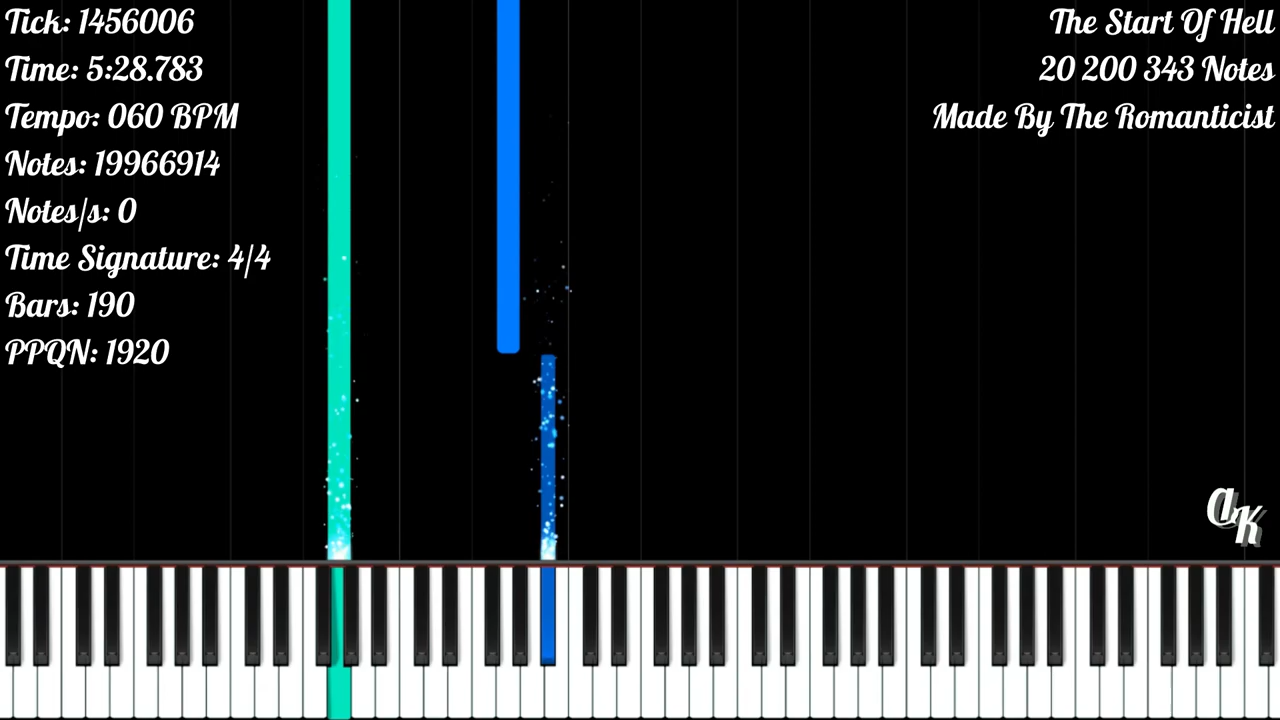 Tick: 1456006
Time: 5:28.783
Tempo: 060 BPM
Notes: 19966914
Notes/s: 0
Time Signature: 4/4
Bars: 190
PPQN: 1920
The Start Of Hell
20 200 343 Notes
Made By The Romanticist
aK